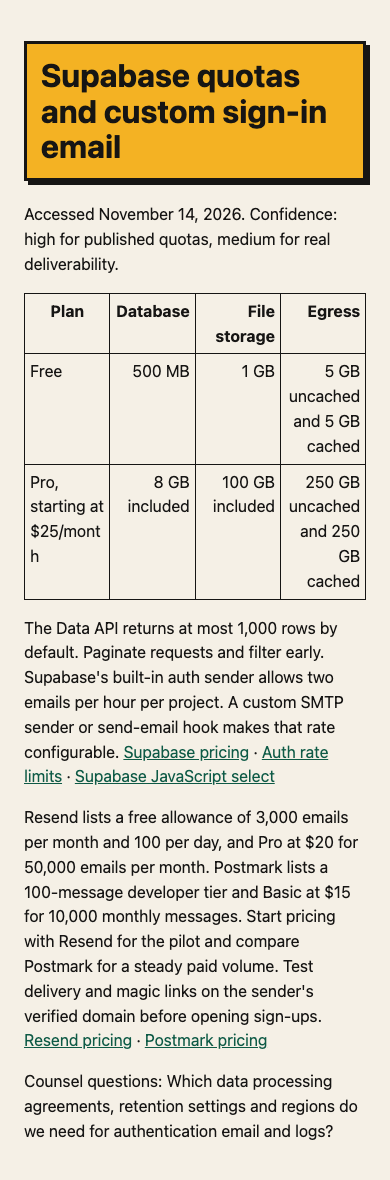 Supabase quotas
and custom sign-in
email
Accessed November 14, 2026. Confidence:
high for published quotas, medium for real
deliverability.
Plan Database File storage Egress
Free 500 MB 1 GB 5 GB uncached and 5 GB cached
Pro, starting at $25/month 8 GB included 100 GB included 250 GB uncached and 250 GB cached
The Data API returns at most 1,000 rows by
default. Paginate requests and filter early.
Supabase's built-in auth sender allows two
emails per hour per project. A custom SMTP
sender or send-email hook makes that rate
configurable. Supabase pricing · Auth rate
limits · Supabase JavaScript select
Resend lists a free allowance of 3,000 emails
per month and 100 per day, and Pro at $20 for
50,000 emails per month. Postmark lists a
100-message developer tier and Basic at $15
for 10,000 monthly messages. Start pricing
with Resend for the pilot and compare
Postmark for a steady paid volume. Test
delivery and magic links on the sender's
verified domain before opening sign-ups.
Resend pricing · Postmark pricing
Counsel questions: Which data processing
agreements, retention settings and regions do
we need for authentication email and logs?